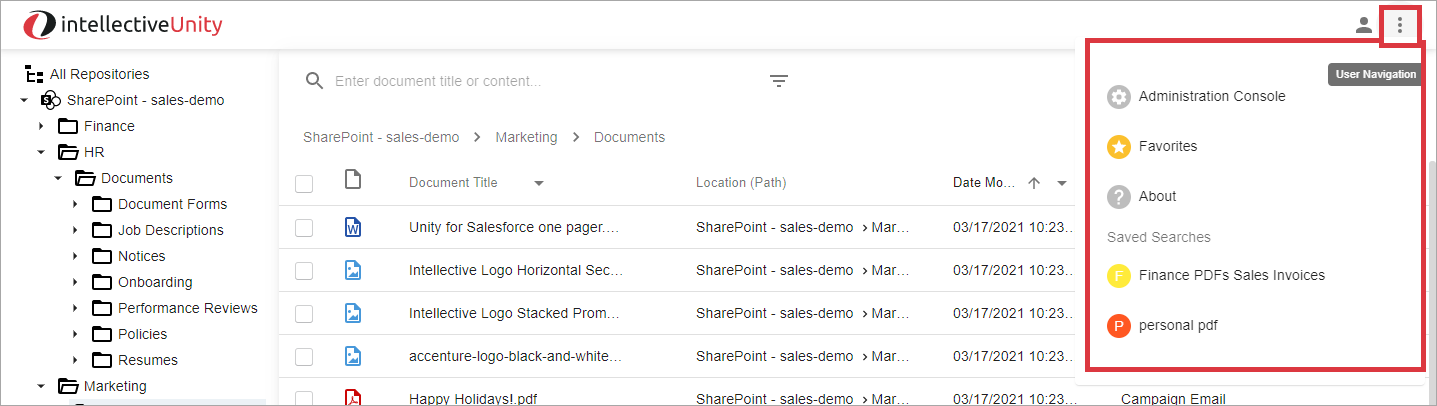 intellectiveUnity
All Repositories
SharePoint - sales-demo
Finance
HR
Documents
Document Forms
Job Descriptions
Notices
Onboarding
Performance Reviews
Policies
Resumes
Marketing
Enter document title or content...
SharePoint - sales-demo > Marketing > Documents
Document Title Location (Path) Date Mo...
W Unity for Salesforce one pager.... SharePoint - sales-demo > Mar... 03/17/2021 10:23...
Intellective Logo Horizontal Sec... SharePoint - sales-demo > Mar... 03/17/2021 10:23...
Intellective Logo Stacked Prom... SharePoint - sales-demo > Mar... 03/17/2021 10:23...
accenture-logo-black-and-white... SharePoint - sales-demo > Mar... 03/17/2021 10:23...
Happy Holidays!.pdf SharePoint - sales-demo > Mar... 03/17/2021 10:23... Campaign Email
User Navigation
Administration Console
Favorites
? About
Saved Searches
F Finance PDFs Sales Invoices
P personal pdf